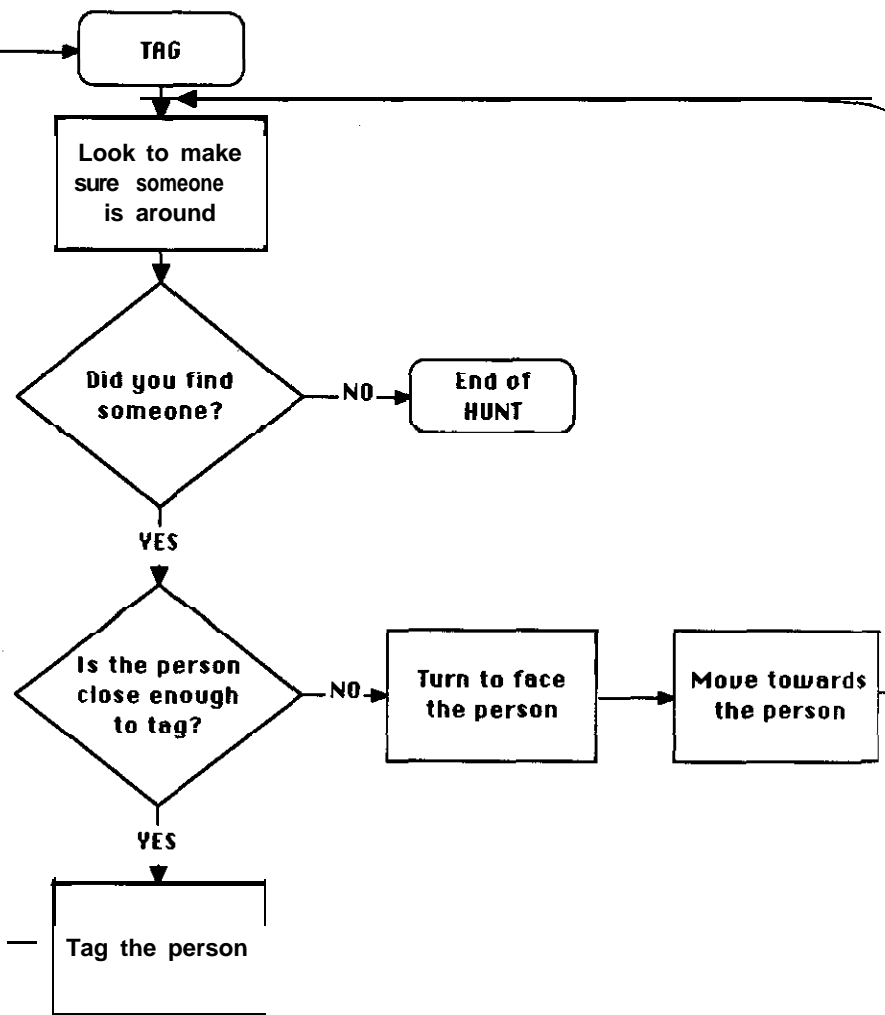 TAG
Look to make
sure someone
is around
Did you find
someone?
NO
End of
HUNT
YES
Is the person
close enough
to tag?
NO
Turn to face
the person
Move towards
the person
YES
Tag the person